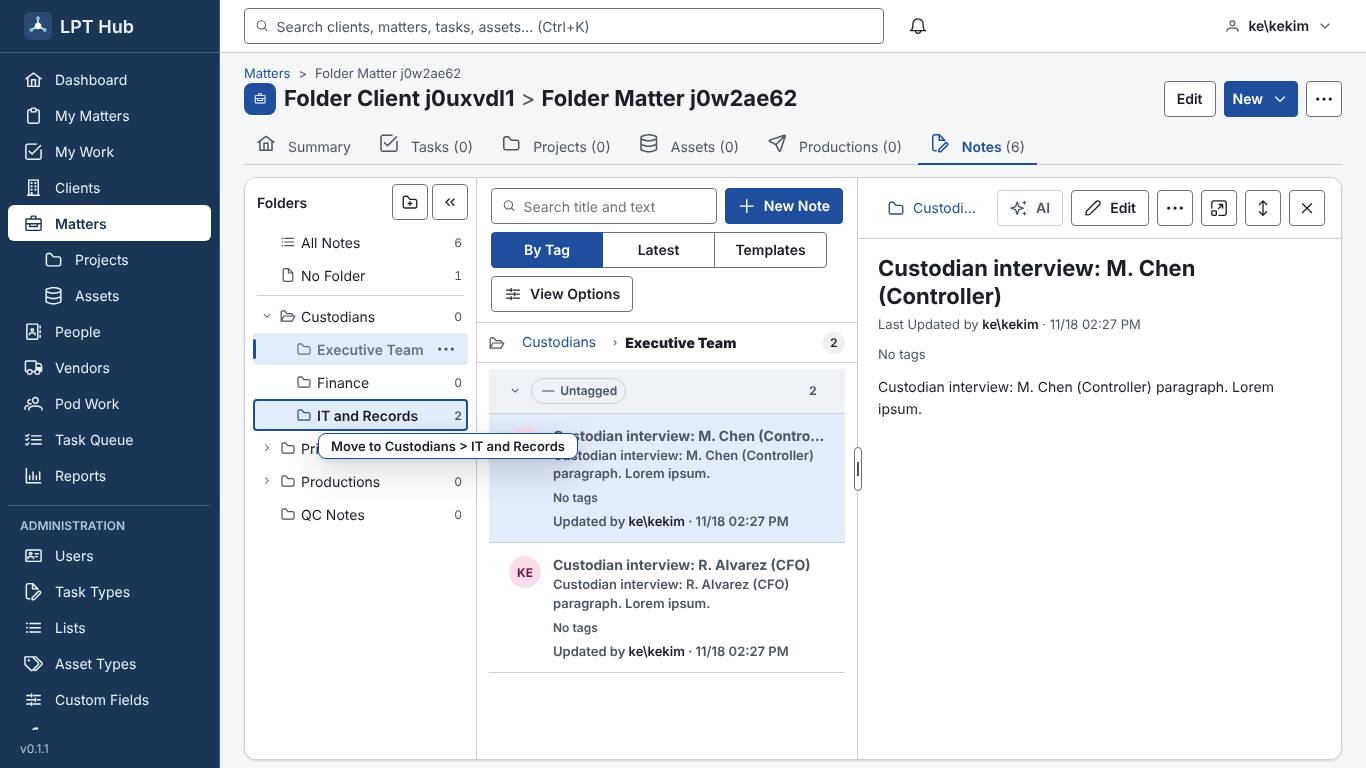 LPT Hub
Search clients, matters, tasks, assets... (Ctrl+K)
ke\kekim
Dashboard
My Matters
My Work
Clients
Matters
Projects
Assets
People
Vendors
Pod Work
Task Queue
Reports
ADMINISTRATION
Users
Task Types
Lists
Asset Types
Custom Fields
v0.1.1
Matters > Folder Matter j0w2ae62
Folder Client j0uxvdl1 > Folder Matter j0w2ae62
Edit
New
Summary
Tasks (0)
Projects (0)
Assets (0)
Productions (0)
Notes (6)
Folders
All Notes 6
No Folder 1
Custodians 0
Executive Team
Finance 0
IT and Records 2
Move to Custodians > IT and Records
Productions 0
QC Notes 0
Search title and text
New Note
By Tag
Latest
Templates
View Options
Custodians › Executive Team 2
— Untagged 2
stodian interview: M. Chen (Contro...
stodian interview: M. Chen (Controller)
paragraph. Lorem ipsum.
No tags
Updated by ke\kekim · 11/18 02:27 PM
KE
Custodian interview: R. Alvarez (CFO)
Custodian interview: R. Alvarez (CFO)
paragraph. Lorem ipsum.
No tags
Updated by ke\kekim · 11/18 02:27 PM
Custodi...
AI
Edit
Custodian interview: M. Chen
(Controller)
Last Updated by ke\kekim · 11/18 02:27 PM
No tags
Custodian interview: M. Chen (Controller) paragraph. Lorem
ipsum.